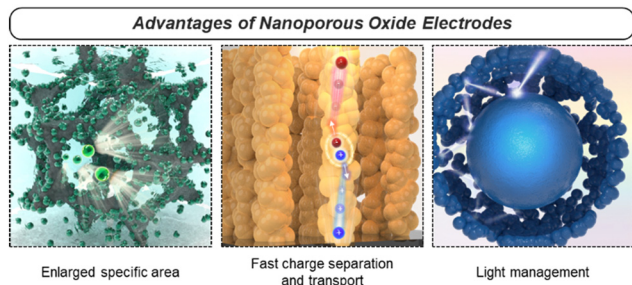 Advantages of Nanoporous Oxide Electrodes
Enlarged specific area
Fast charge separation
and transport
Light management